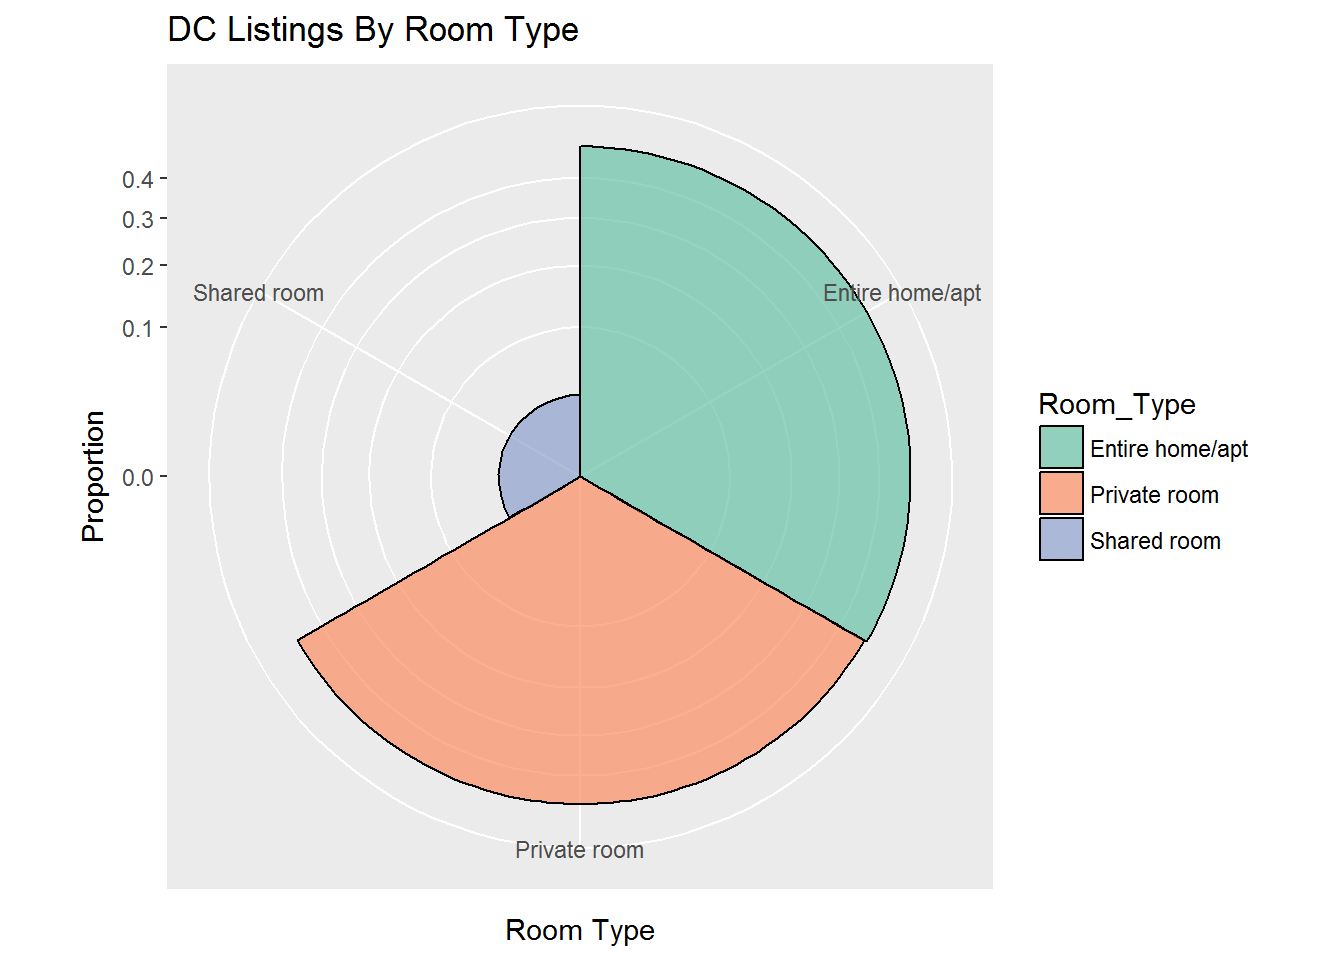 DC Listings By Room Type
0.4
0.3
0.2
0.1
0.0
Proportion
Shared room
Entire home/apt
Private room
Room Type
Room_Type
Entire home/apt
Private room
Shared room